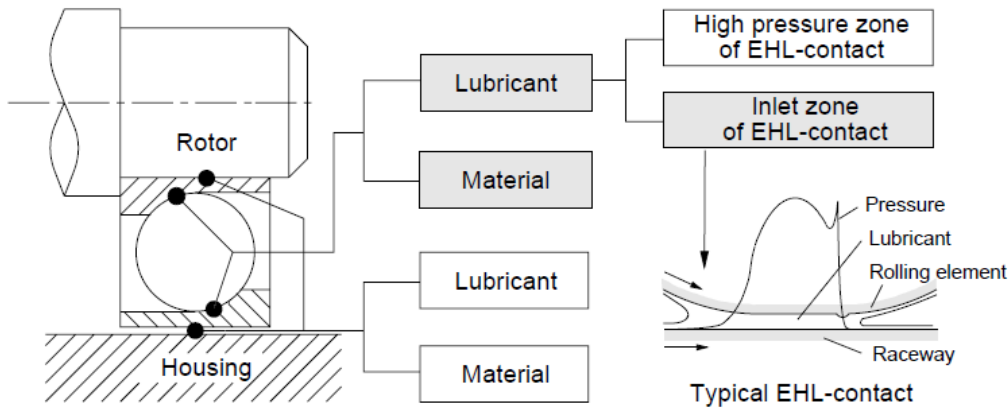 High pressure zone
of EHL-contact
Lubricant
Inlet zone
of EHL-contact
Rotor
Material
Pressure
Lubricant
Rolling element
Lubricant
Raceway
Housing
Material
Typical EHL-contact